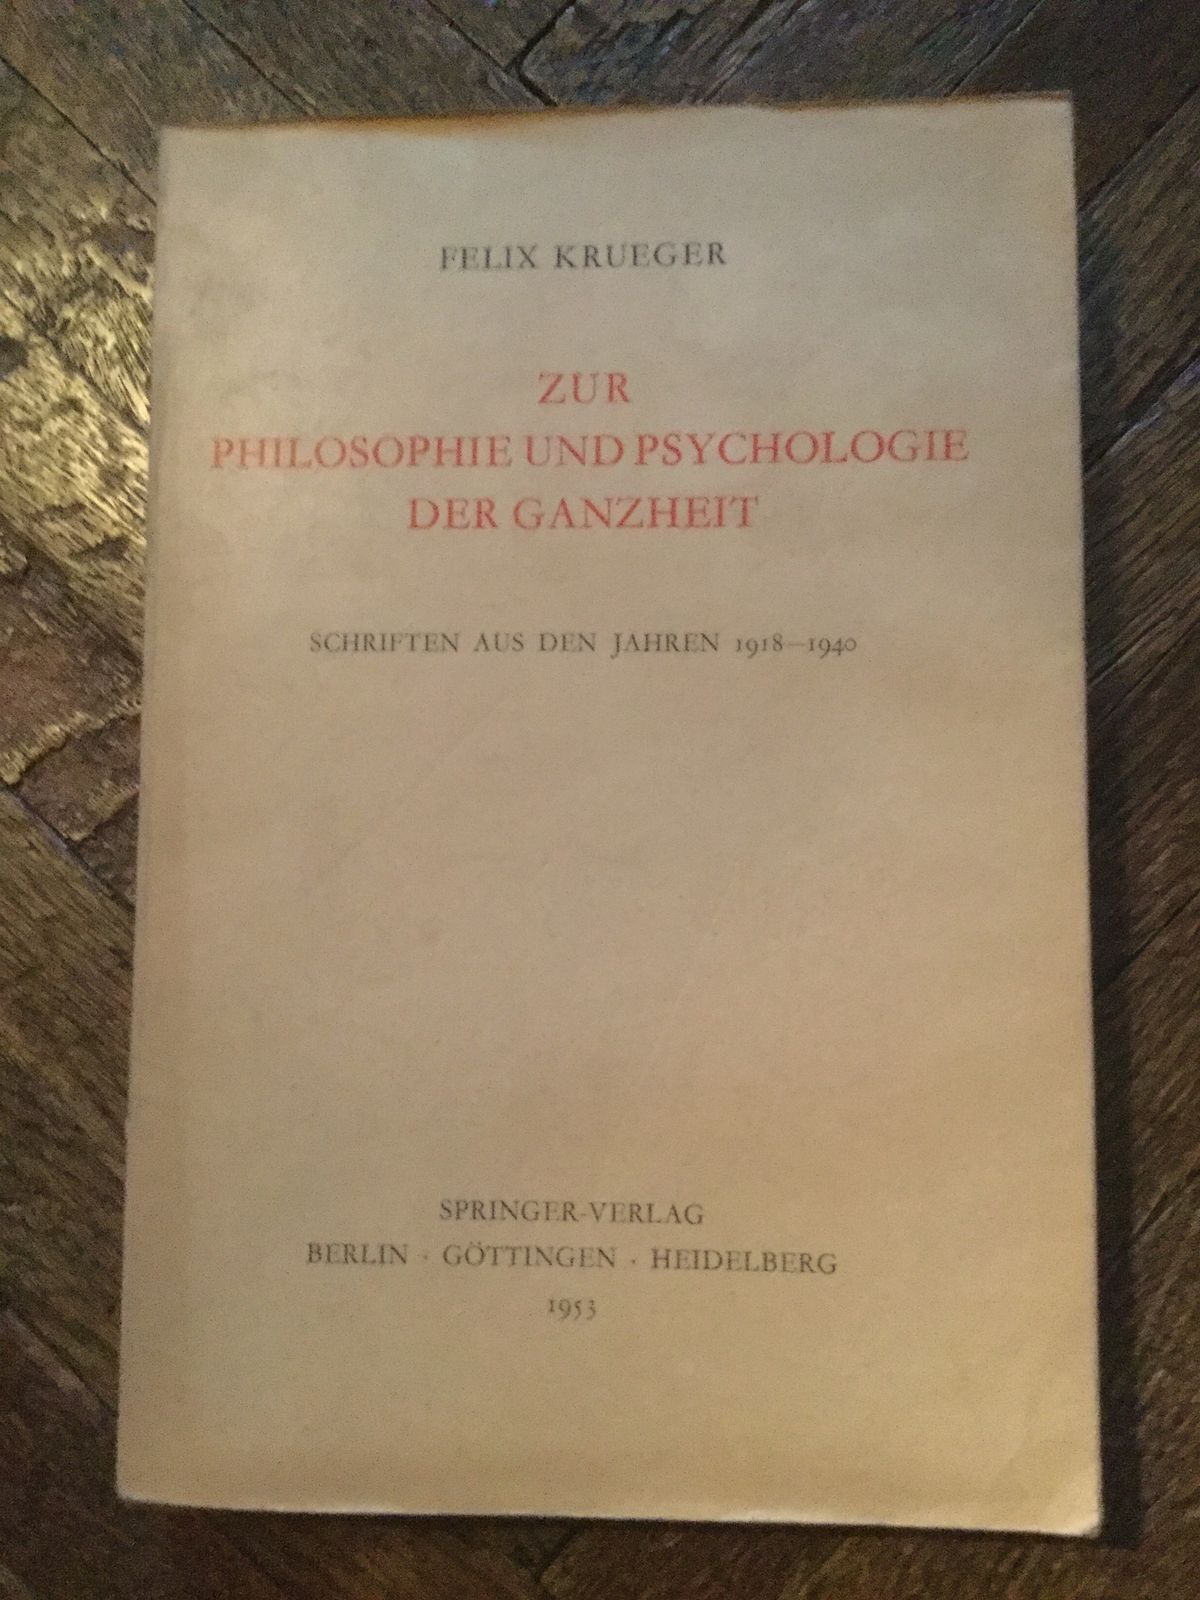 FELIX KRUEGER
ZUR
PHILOSOPHIE UND PSYCHOLOGIE
DER GANZHEIT
SCHRIFTEN AUS DEN JAHREN 1918–1940
SPRINGER-VERLAG
BERLIN · GÖTTINGEN · HEIDELBERG
1953